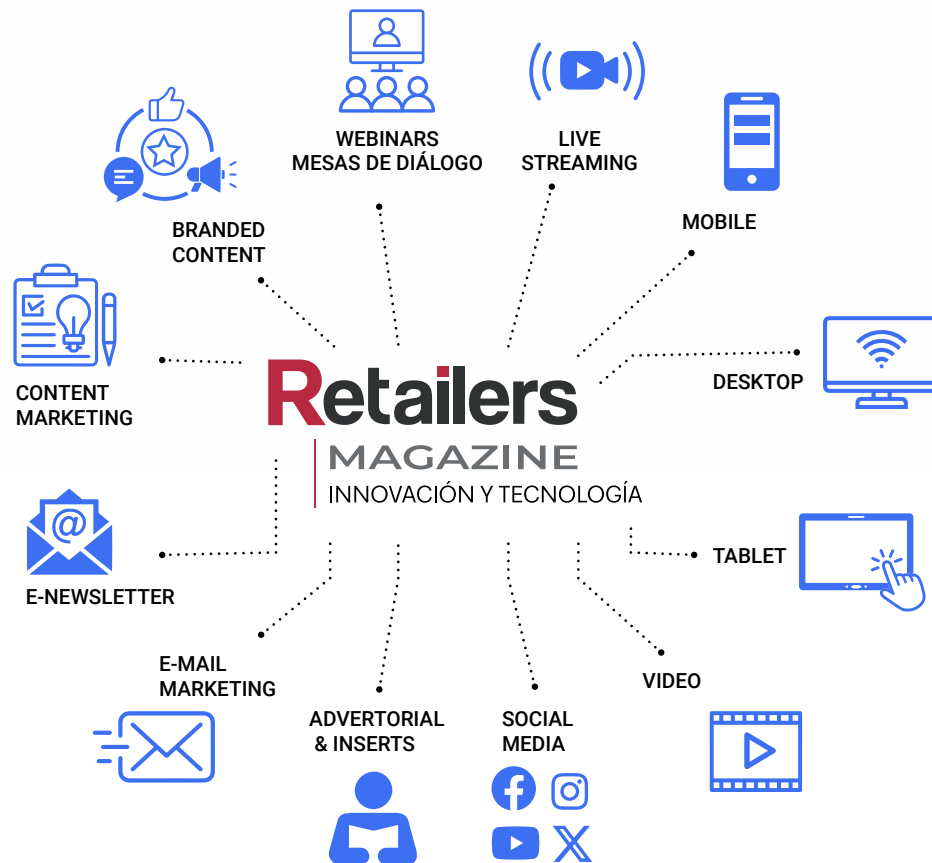 WEBINARS
MESAS DE DIÁLOGO
LIVE
STREAMING
MOBILE
BRANDED
CONTENT
DESKTOP
CONTENT
MARKETING
Retailers
MAGAZINE
INNOVACIÓN Y TECNOLOGÍA
@
TABLET
E-NEWSLETTER
E-MAIL
MARKETING
VIDEO
ADVERTORIAL
& INSERTS
SOCIAL
MEDIA